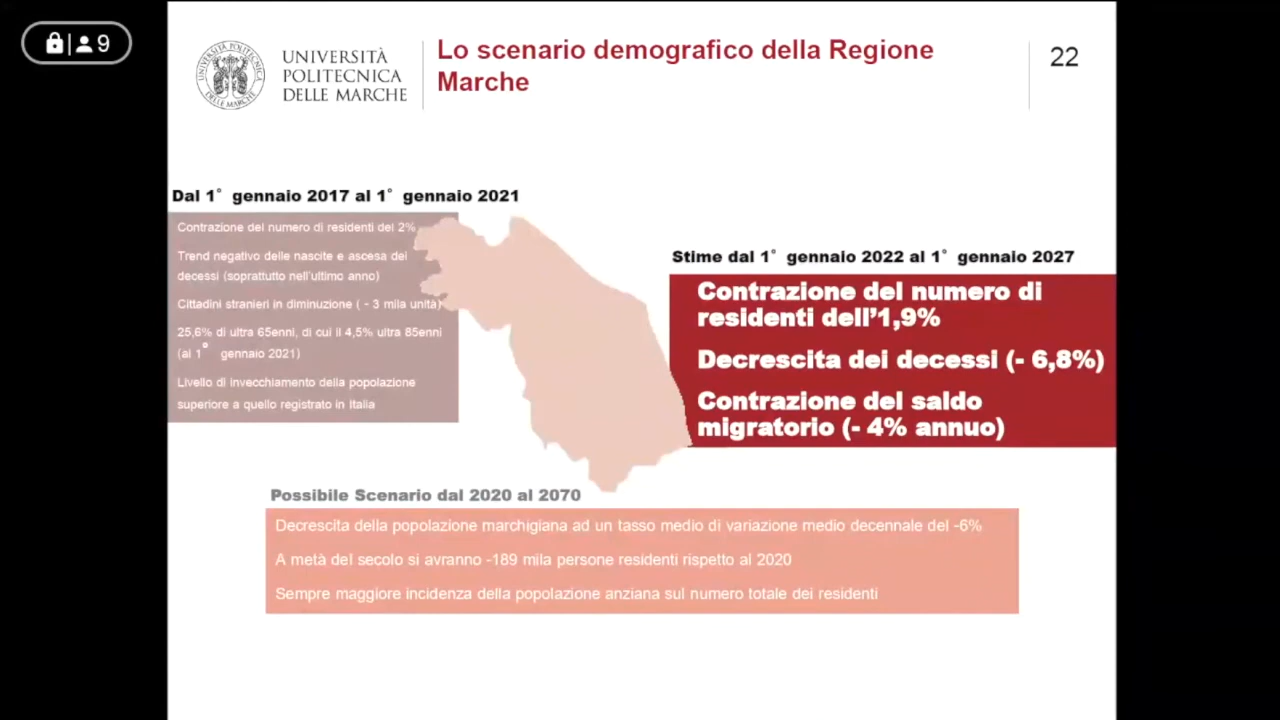 9
UNIVERSITÀ
POLITECNICA
DELLE MARCHE
Lo scenario demografico della Regione
Marche
22
Dal 1° gennaio 2017 al 1° gennaio 2021
Contrazione del numero di residenti del 2%
Trend negativo delle nascite e ascesa dei
decessi (soprattutto nell'ultimo anno)
Cittadini stranieri in diminuzione ( - 3 mila unità)
25,6% di ultra 65enni, di cui il 4,5% ultra 85enni
(al 1° gennaio 2021)
Livello di invecchiamento della popolazione
superiore a quello registrato in Italia
Stime dal 1° gennaio 2022 al 1° gennaio 2027
Contrazione del numero di
residenti dell'1,9%
Decrescita dei decessi (- 6,8%)
Contrazione del saldo
migratorio (- 4% annuo)
Possibile Scenario dal 2020 al 2070
Decrescita della popolazione marchigiana ad un tasso medio di variazione medio decennale del -6%
A metà del secolo si avranno -189 mila persone residenti rispetto al 2020
Sempre maggiore incidenza della popolazione anziana sul numero totale dei residenti